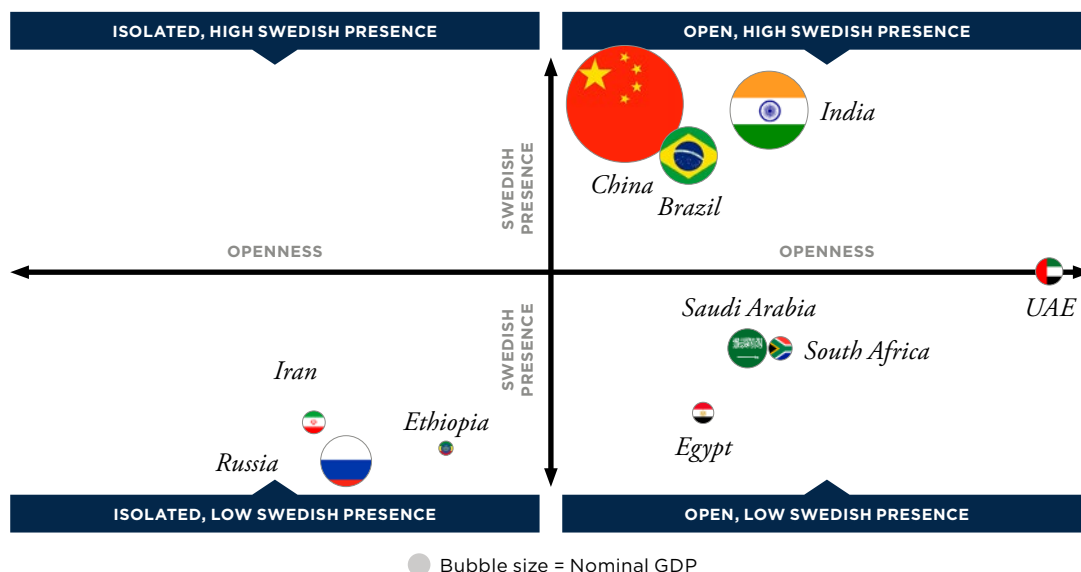 ISOLATED, HIGH SWEDISH PRESENCE
OPEN, HIGH SWEDISH PRESENCE
India
China
Brazil
SWEDISH
PRESENCE
OPENNESS
OPENNESS
UAE
Saudi Arabia
South Africa
SWEDISH
PRESENCE
Iran
Ethiopia
Egypt
Russia
ISOLATED, LOW SWEDISH PRESENCE
OPEN, LOW SWEDISH PRESENCE
Bubble size = Nominal GDP